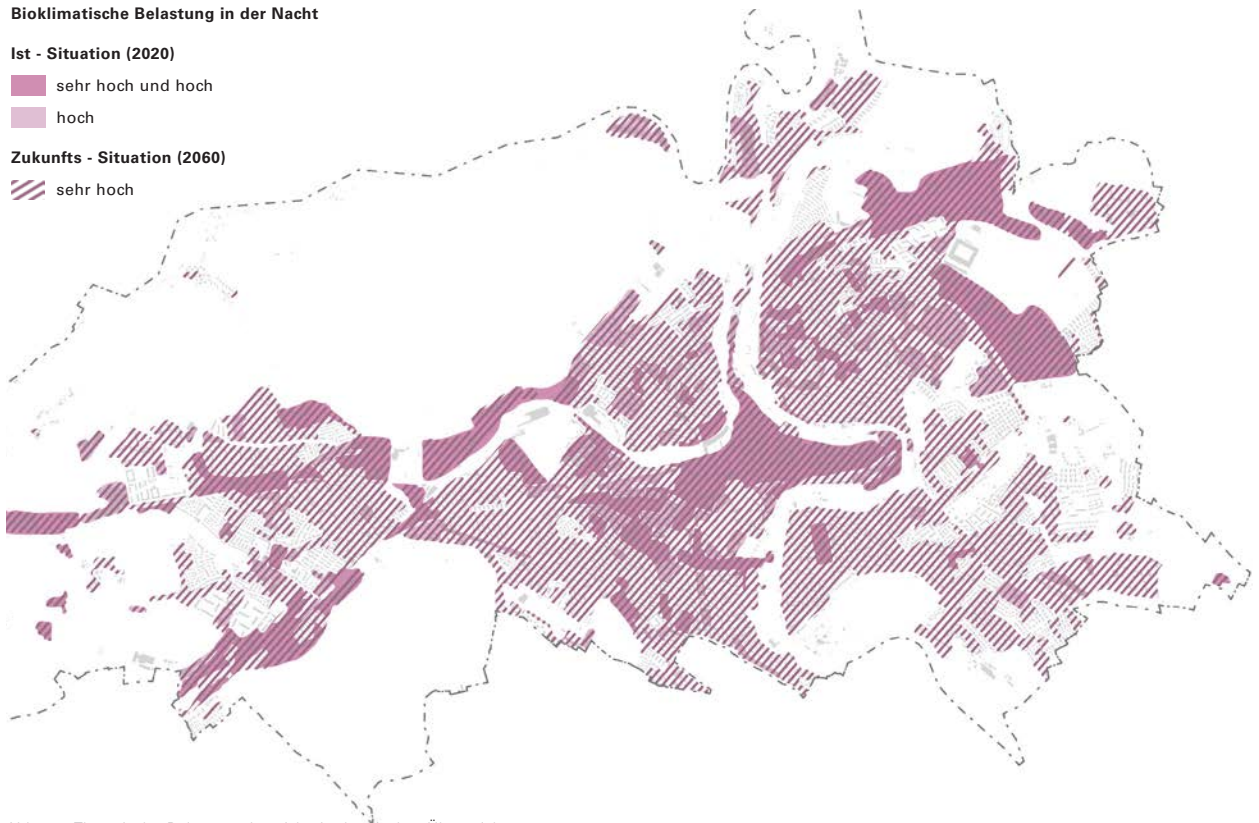 Bioklimatische Belastung in der Nacht
Ist - Situation (2020)
sehr hoch und hoch
hoch
Zukunfts - Situation (2060)
sehr hoch